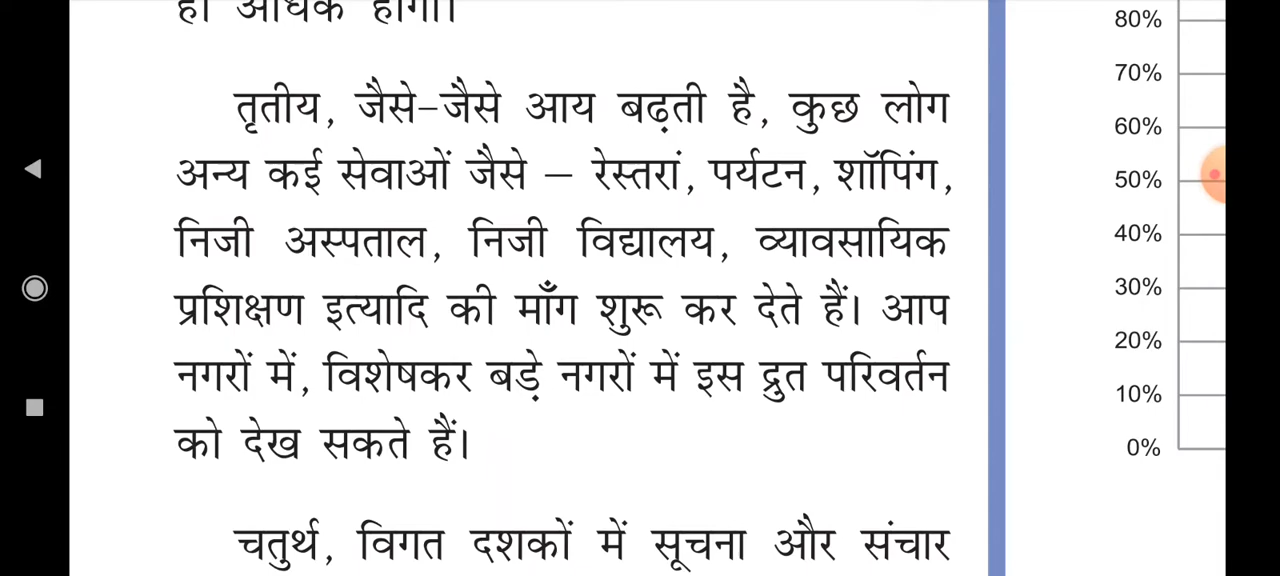 हो अधिक होगा।
तृतीय, जैसे–जैसे आय बढ़ती है, कुछ लोग
अन्य कई सेवाओं जैसे – रेस्तरां, पर्यटन, शॉपिंग,
निजी अस्पताल, निजी विद्यालय, व्यावसायिक
प्रशिक्षण इत्यादि की माँग शुरू कर देते हैं। आप
नगरों में, विशेषकर बड़े नगरों में इस द्रुत परिवर्तन
को देख सकते हैं।
चतुर्थ, विगत दशकों में सूचना और संचार
80%
70%
60%
50%
40%
30%
20%
10%
0%